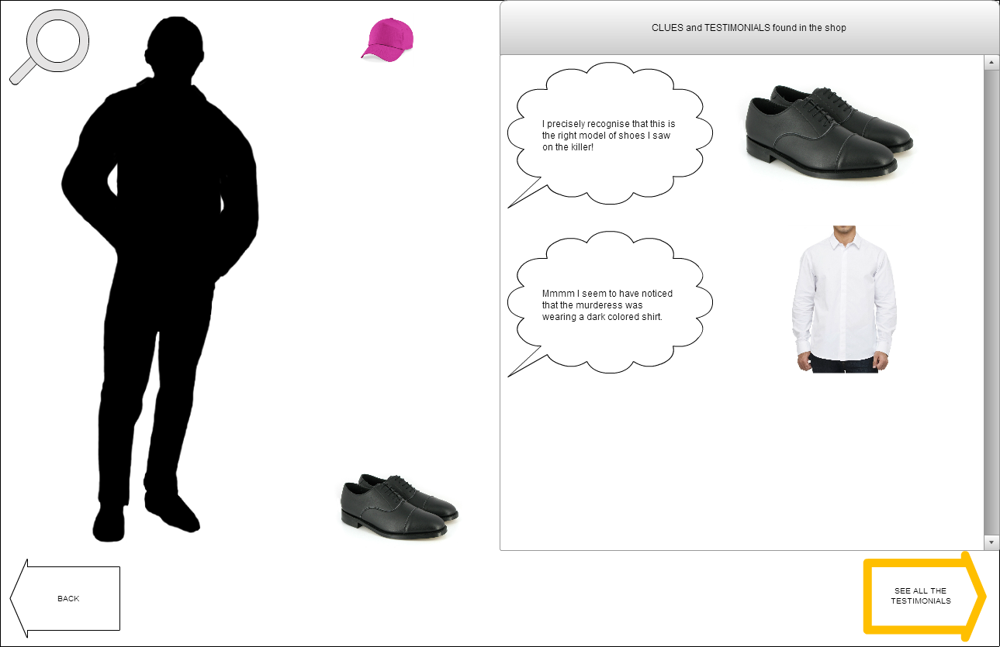 CLUES and TESTIMONIALS found in the shop
I precisely recognise that this is
the right model of shoes I saw
on the killer!
Mmmm I seem to have noticed
that the murderess was
wearing a dark colored shirt.
BACK
SEE ALL THE
TESTIMONIALS